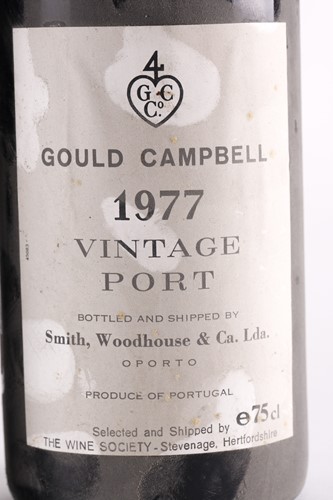 4
G C
Co.
GOULD CAMPBELL
1977
VINTAGE
PORT
BOTTLED AND SHIPPED BY
Smith, Woodhouse & Ca. Lda.
OPORTO
PRODUCE OF PORTUGAL
e75cl
Selected and Shipped by
THE WINE SOCIETY-Stevenage, Hertfordshire